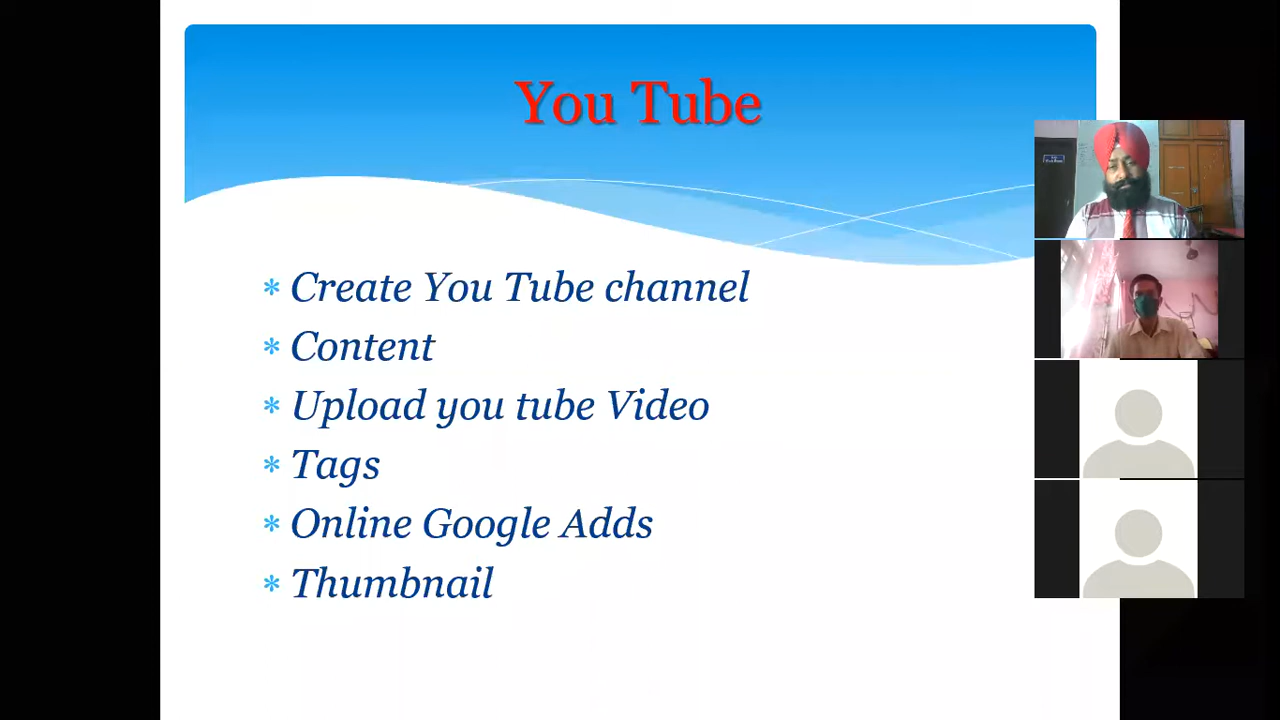 You Tube
* Create You Tube channel
* Content
* Upload you tube Video
* Tags
* Online Google Adds
* Thumbnail